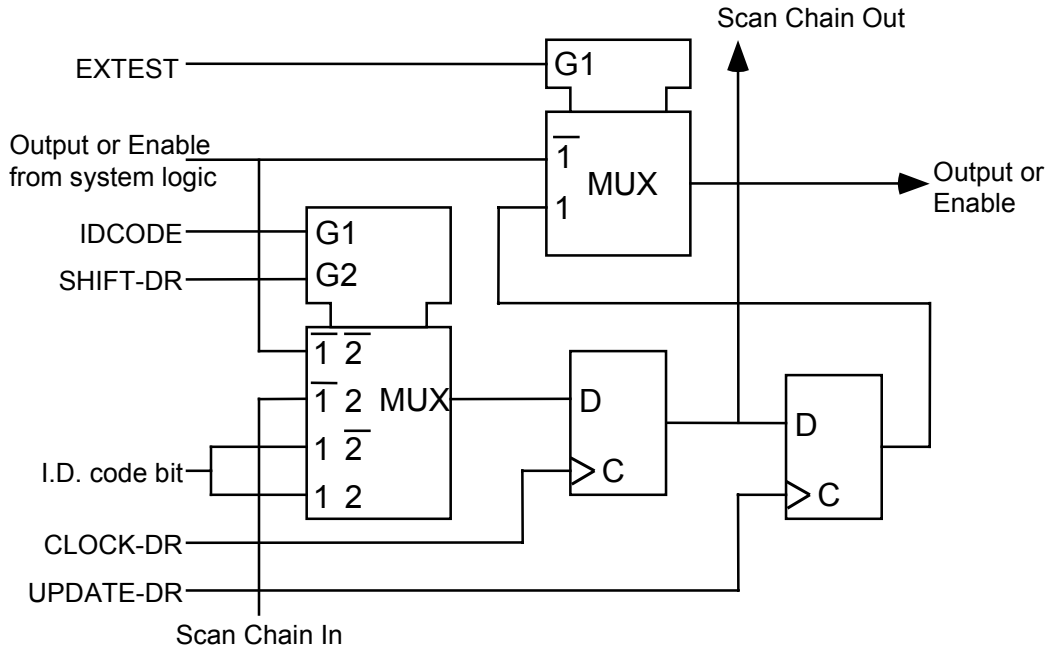 Scan Chain Out
EXTEST
G1
Output or Enable
from system logic
1̅
MUX
1
Output or
Enable
IDCODE
G1
SHIFT-DR
G2
1̅ 2̅
1̅ 2
MUX
1 2̅
1 2
I.D. code bit
D
C
D
C
CLOCK-DR
UPDATE-DR
Scan Chain In